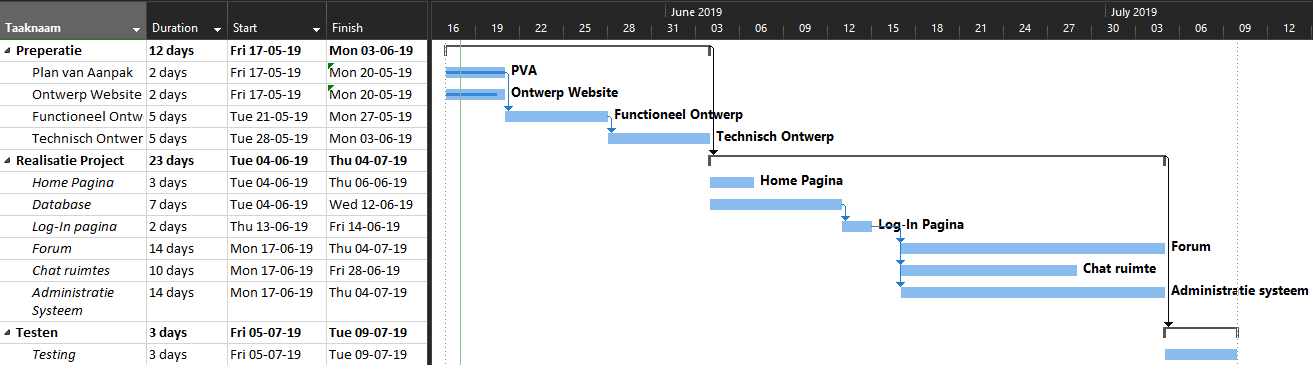 June 2019 July 2019
Taaknaam Duration Start Finish 16 19 22 25 28 31 03 06 09 12 15 18 21 24 27 30 03 06 09 12
Preperatie 12 days Fri 17-05-19 Mon 03-06-19
Plan van Aanpak 2 days Fri 17-05-19 Mon 20-05-19 PVA
Ontwerp Website 2 days Fri 17-05-19 Mon 20-05-19 Ontwerp Website
Functioneel Ontw 5 days Tue 21-05-19 Mon 27-05-19 Functioneel Ontwerp
Technisch Ontwer 5 days Tue 28-05-19 Mon 03-06-19 Technisch Ontwerp
Realisatie Project 23 days Tue 04-06-19 Thu 04-07-19
Home Pagina 3 days Tue 04-06-19 Thu 06-06-19 Home Pagina
Database 7 days Tue 04-06-19 Wed 12-06-19
Log-In pagina 2 days Thu 13-06-19 Fri 14-06-19 Log-In Pagina
Forum 14 days Mon 17-06-19 Thu 04-07-19 Forum
Chat ruimtes 10 days Mon 17-06-19 Fri 28-06-19 Chat ruimte
Administratie 14 days Mon 17-06-19 Thu 04-07-19 Administratie systeem
Systeem
Testen 3 days Fri 05-07-19 Tue 09-07-19
Testing 3 days Fri 05-07-19 Tue 09-07-19